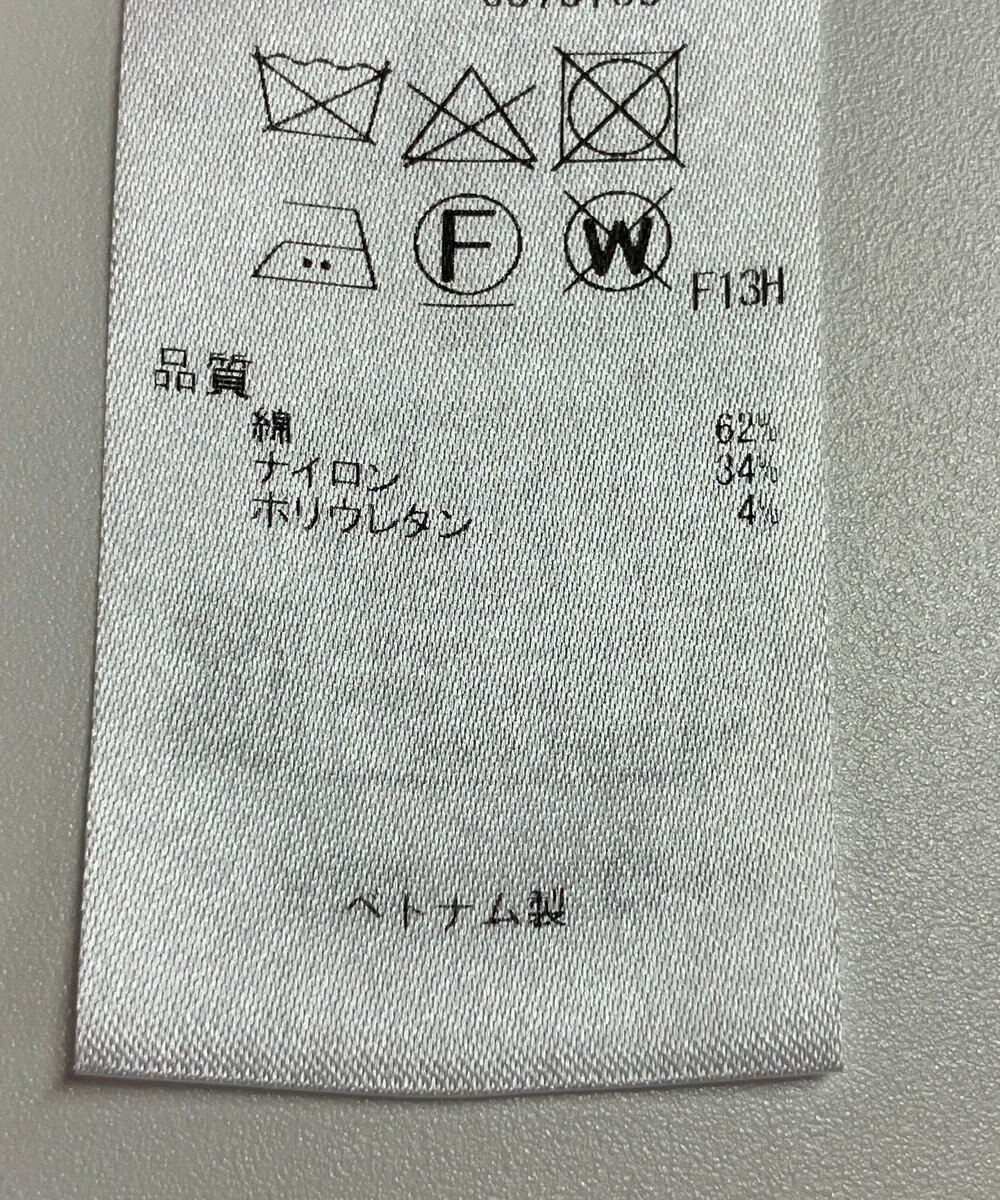 F
W
F13H
品質
綿 62%
ナイロン 34%
ポリウレタン 4%
ベトナム製